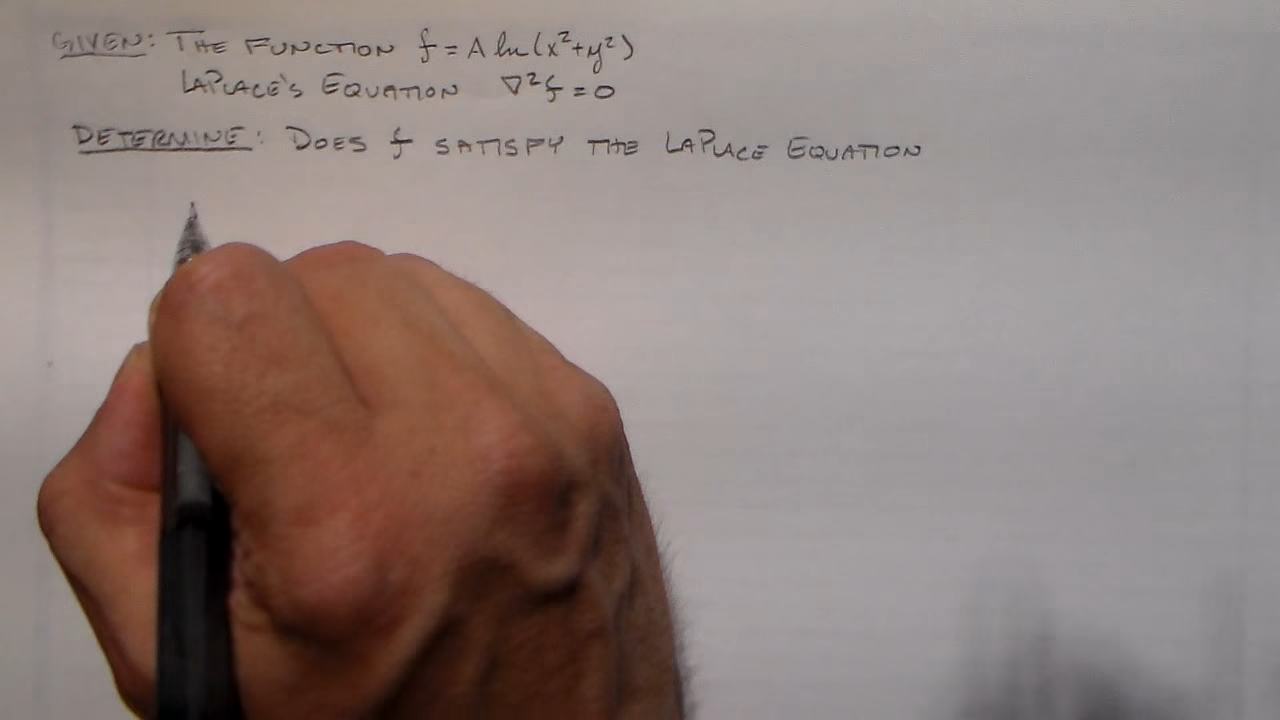 GIVEN: THE FUNCTION f = A ln(x²+y²)
LAPLACE'S EQUATION ∇²f = 0
DETERMINE: DOES f SATISFY THE LAPLACE EQUATION